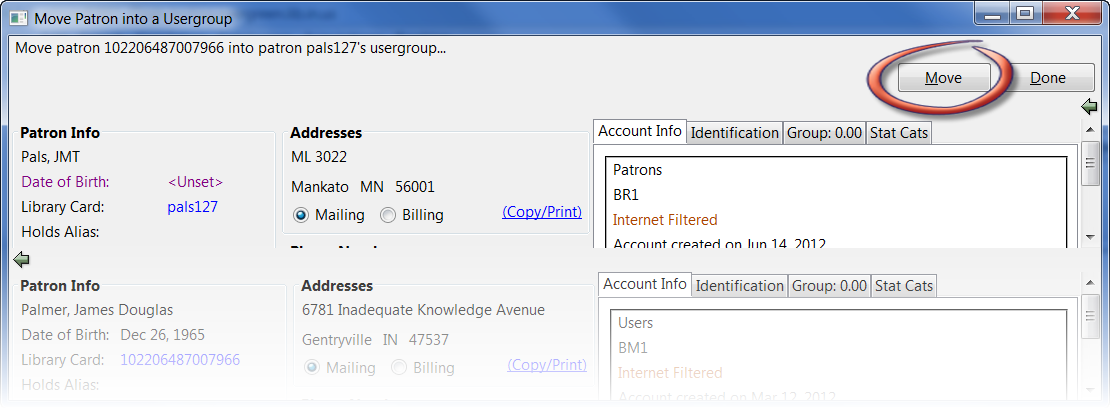 Move Patron into a Usergroup
Move patron 102206487007966 into patron pals127's usergroup...
Move Done
Patron Info
Pals, JMT
Date of Birth: <Unset>
Library Card: pals127
Holds Alias:
Addresses
ML 3022
Mankato MN 56001
Mailing Billing (Copy/Print)
Account Info Identification Group: 0.00 Stat Cats
Patrons
BR1
Internet Filtered
Account created on Jun 14, 2012
Patron Info
Palmer, James Douglas
Date of Birth: Dec 26, 1965
Library Card: 102206487007966
Holds Alias:
Addresses
6781 Inadequate Knowledge Avenue
Gentryville IN 47537
Mailing Billing (Copy/Print)
Account Info Identification Group: 0.00 Stat Cats
Users
BM1
Internet Filtered
Account created on Mar 12, 2012